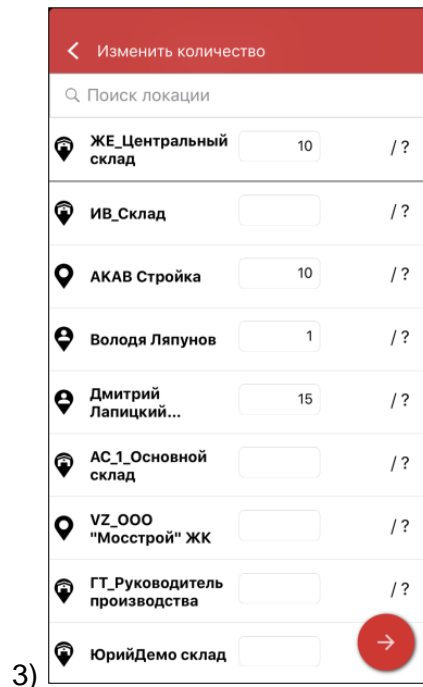 Изменить количество
Поиск локации
ЖЕ_Центральный
склад
10
/ ?
ИВ_Склад
/ ?
АКАВ Стройка
10
/ ?
Володя Ляпунов
1
/ ?
Дмитрий
Лапицкий...
15
/ ?
АС_1_Основной
склад
/ ?
VZ_ООО
"Мосстрой" ЖК
/ ?
ГТ_Руководитель
производства
/ ?
ЮрийДемо склад
3)